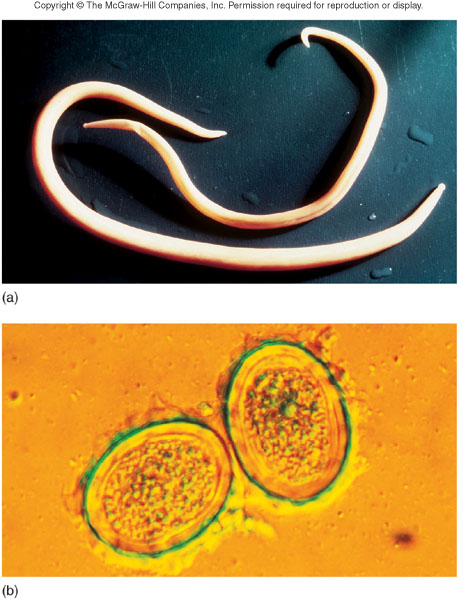 Copyright © The McGraw-Hill Companies, Inc. Permission required for reproduction or display.
(a)
(b)